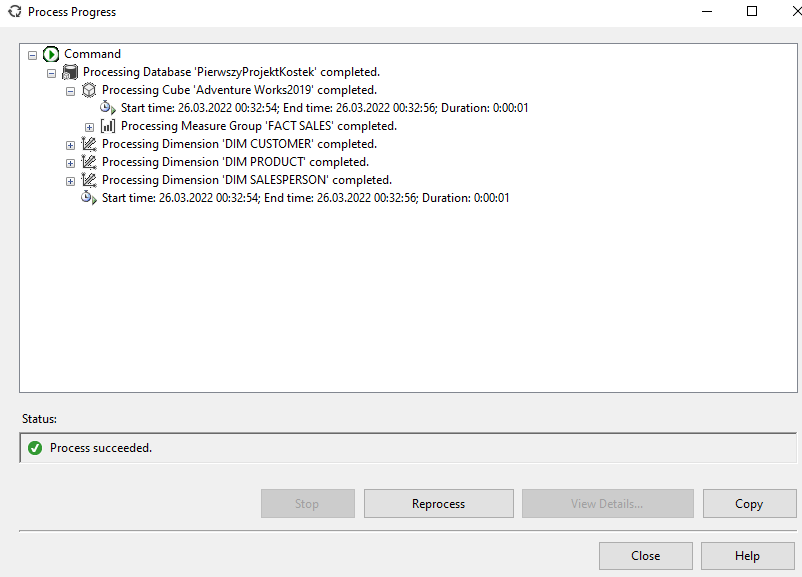 Process Progress
Command
Processing Database 'PierwszyProjektKostek' completed.
Processing Cube 'Adventure Works2019' completed.
Start time: 26.03.2022 00:32:54; End time: 26.03.2022 00:32:56; Duration: 0:00:01
Processing Measure Group 'FACT SALES' completed.
Processing Dimension 'DIM CUSTOMER' completed.
Processing Dimension 'DIM PRODUCT' completed.
Processing Dimension 'DIM SALESPERSON' completed.
Start time: 26.03.2022 00:32:54; End time: 26.03.2022 00:32:56; Duration: 0:00:01
Status:
Process succeeded.
Stop Reprocess View Details... Copy
Close Help